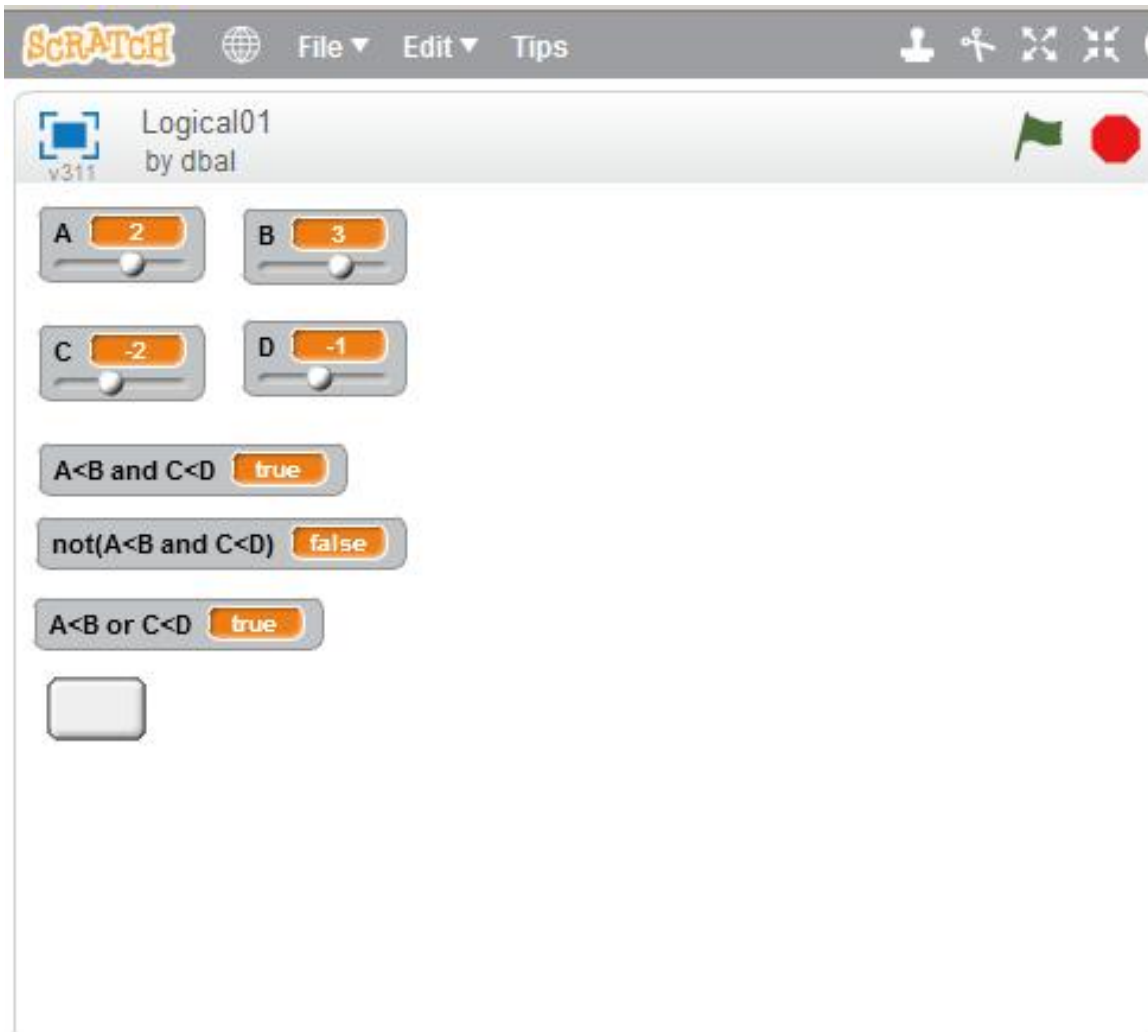 SCRATCH File Edit Tips
Logical01
by dbal
v311
A 2 B 3
C -2 D -1
A<B and C<D true
not(A<B and C<D) false
A<B or C<D true